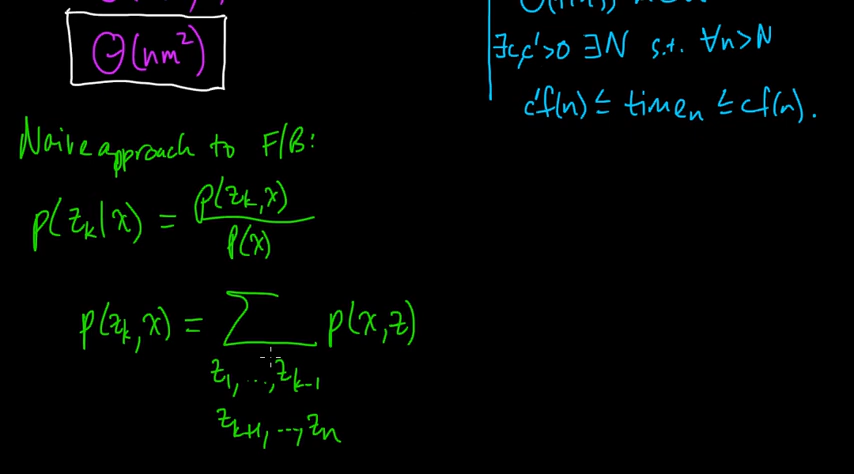 Θ(nm²)
∃c,c'>0 ∃N s.t. ∀n>N
c'f(n) ≤ timeₙ ≤ cf(n).
Naive approach to F/B:
p(zₖ|x) = p(zₖ,x) / p(x)
p(zₖ,x) = Σ p(x,z)
z₁,...,zₖ₋₁
zₖ₊₁,...,zₙ